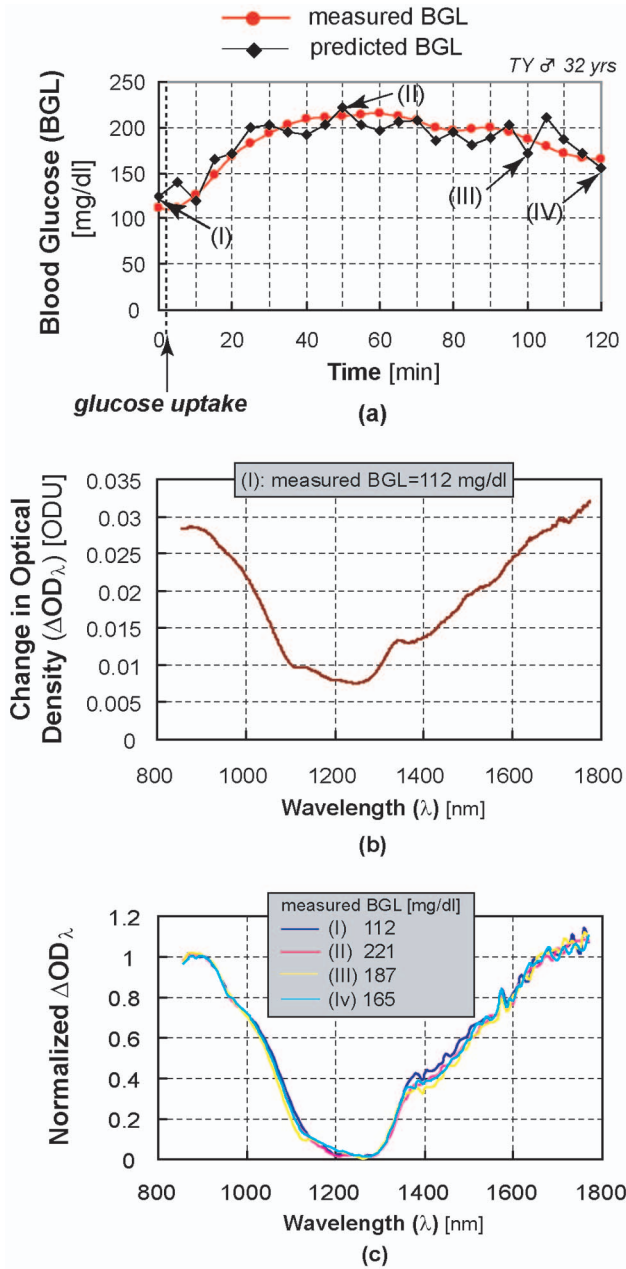 measured BGL
predicted BGL
TY ♂ 32 yrs
Blood Glucose (BGL)
[mg/dl]
250
200
150
100
50
0
(I)
(II)
(III)
(IV)
0 20 40 60 80 100 120
Time [min]
glucose uptake
(a)
Change in Optical
Density (ΔODλ) [ODU]
(I): measured BGL=112 mg/dl
0.035
0.03
0.025
0.02
0.015
0.01
0.005
0
800 1000 1200 1400 1600 1800
Wavelength (λ) [nm]
(b)
Normalized ΔODλ
measured BGL [mg/dl]
(I) 112
(II) 221
(III) 187
(Iv) 165
1.2
1
0.8
0.6
0.4
0.2
0
800 1000 1200 1400 1600 1800
Wavelength (λ) [nm]
(c)